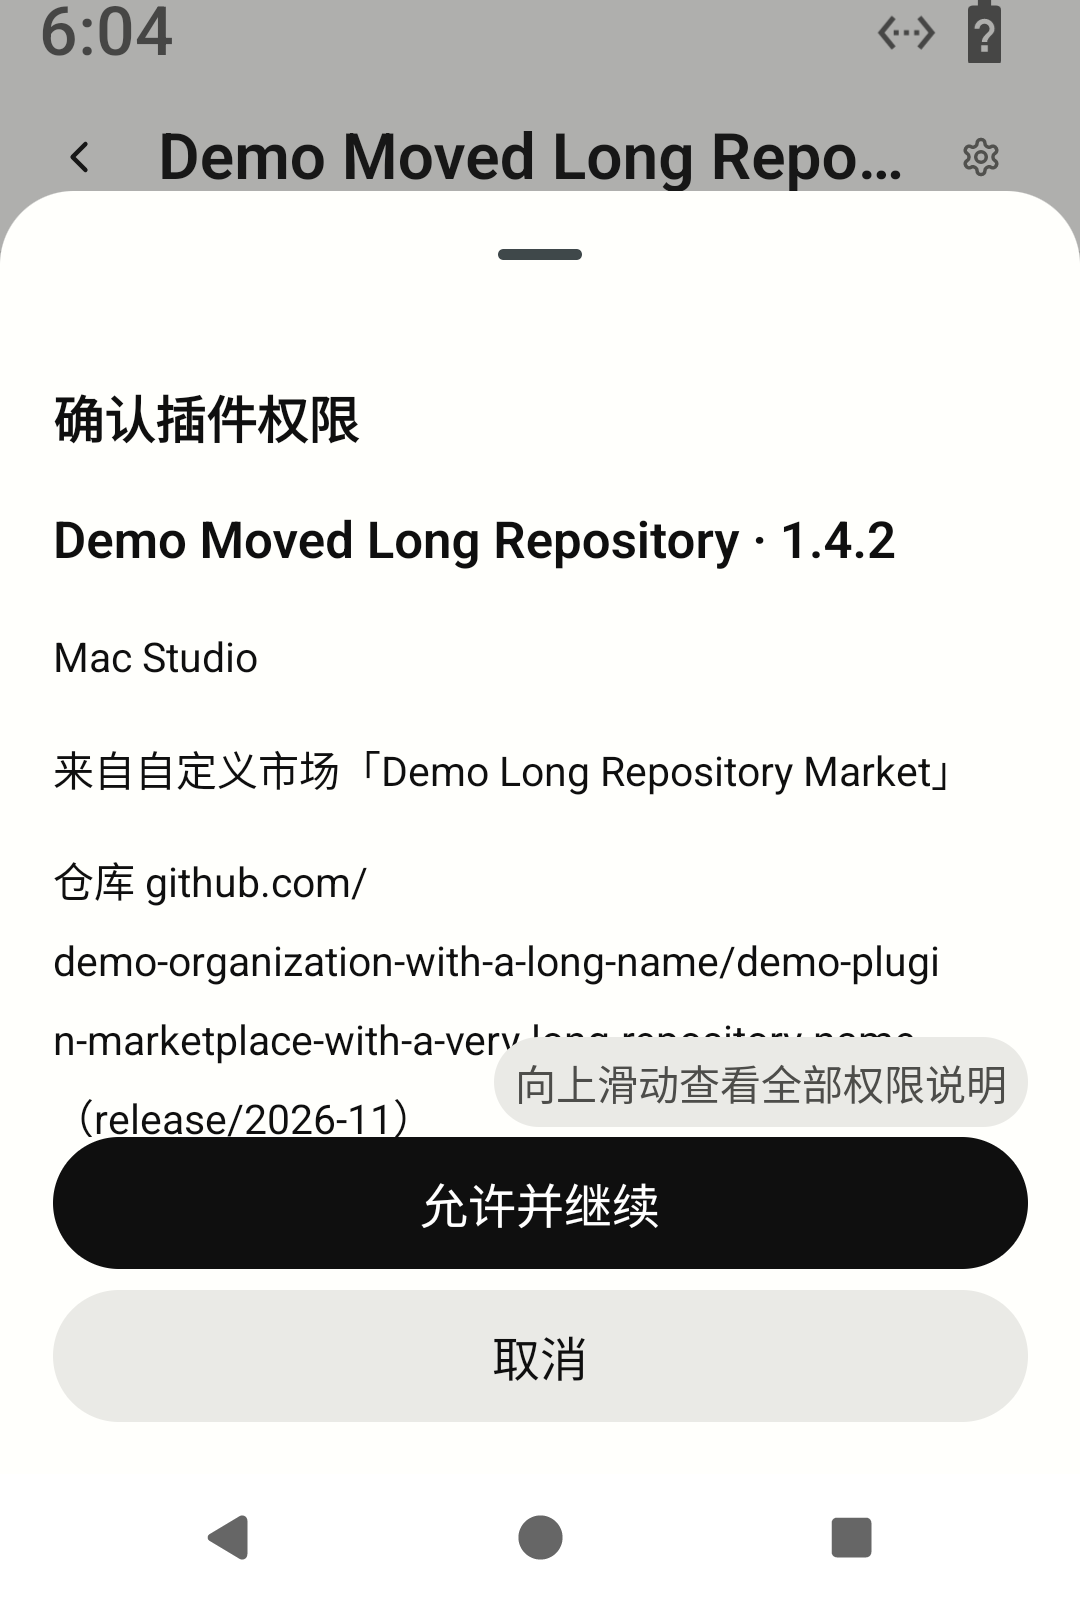 6:04
Demo Moved Long Repo...
确认插件权限
Demo Moved Long Repository · 1.4.2
Mac Studio
来自自定义市场「Demo Long Repository Market」
仓库 github.com/
demo-organization-with-a-long-name/demo-plugi
n-marketplace-with-a-very-long-repository-name
（release/2026-11）
向上滑动查看全部权限说明
允许并继续
取消